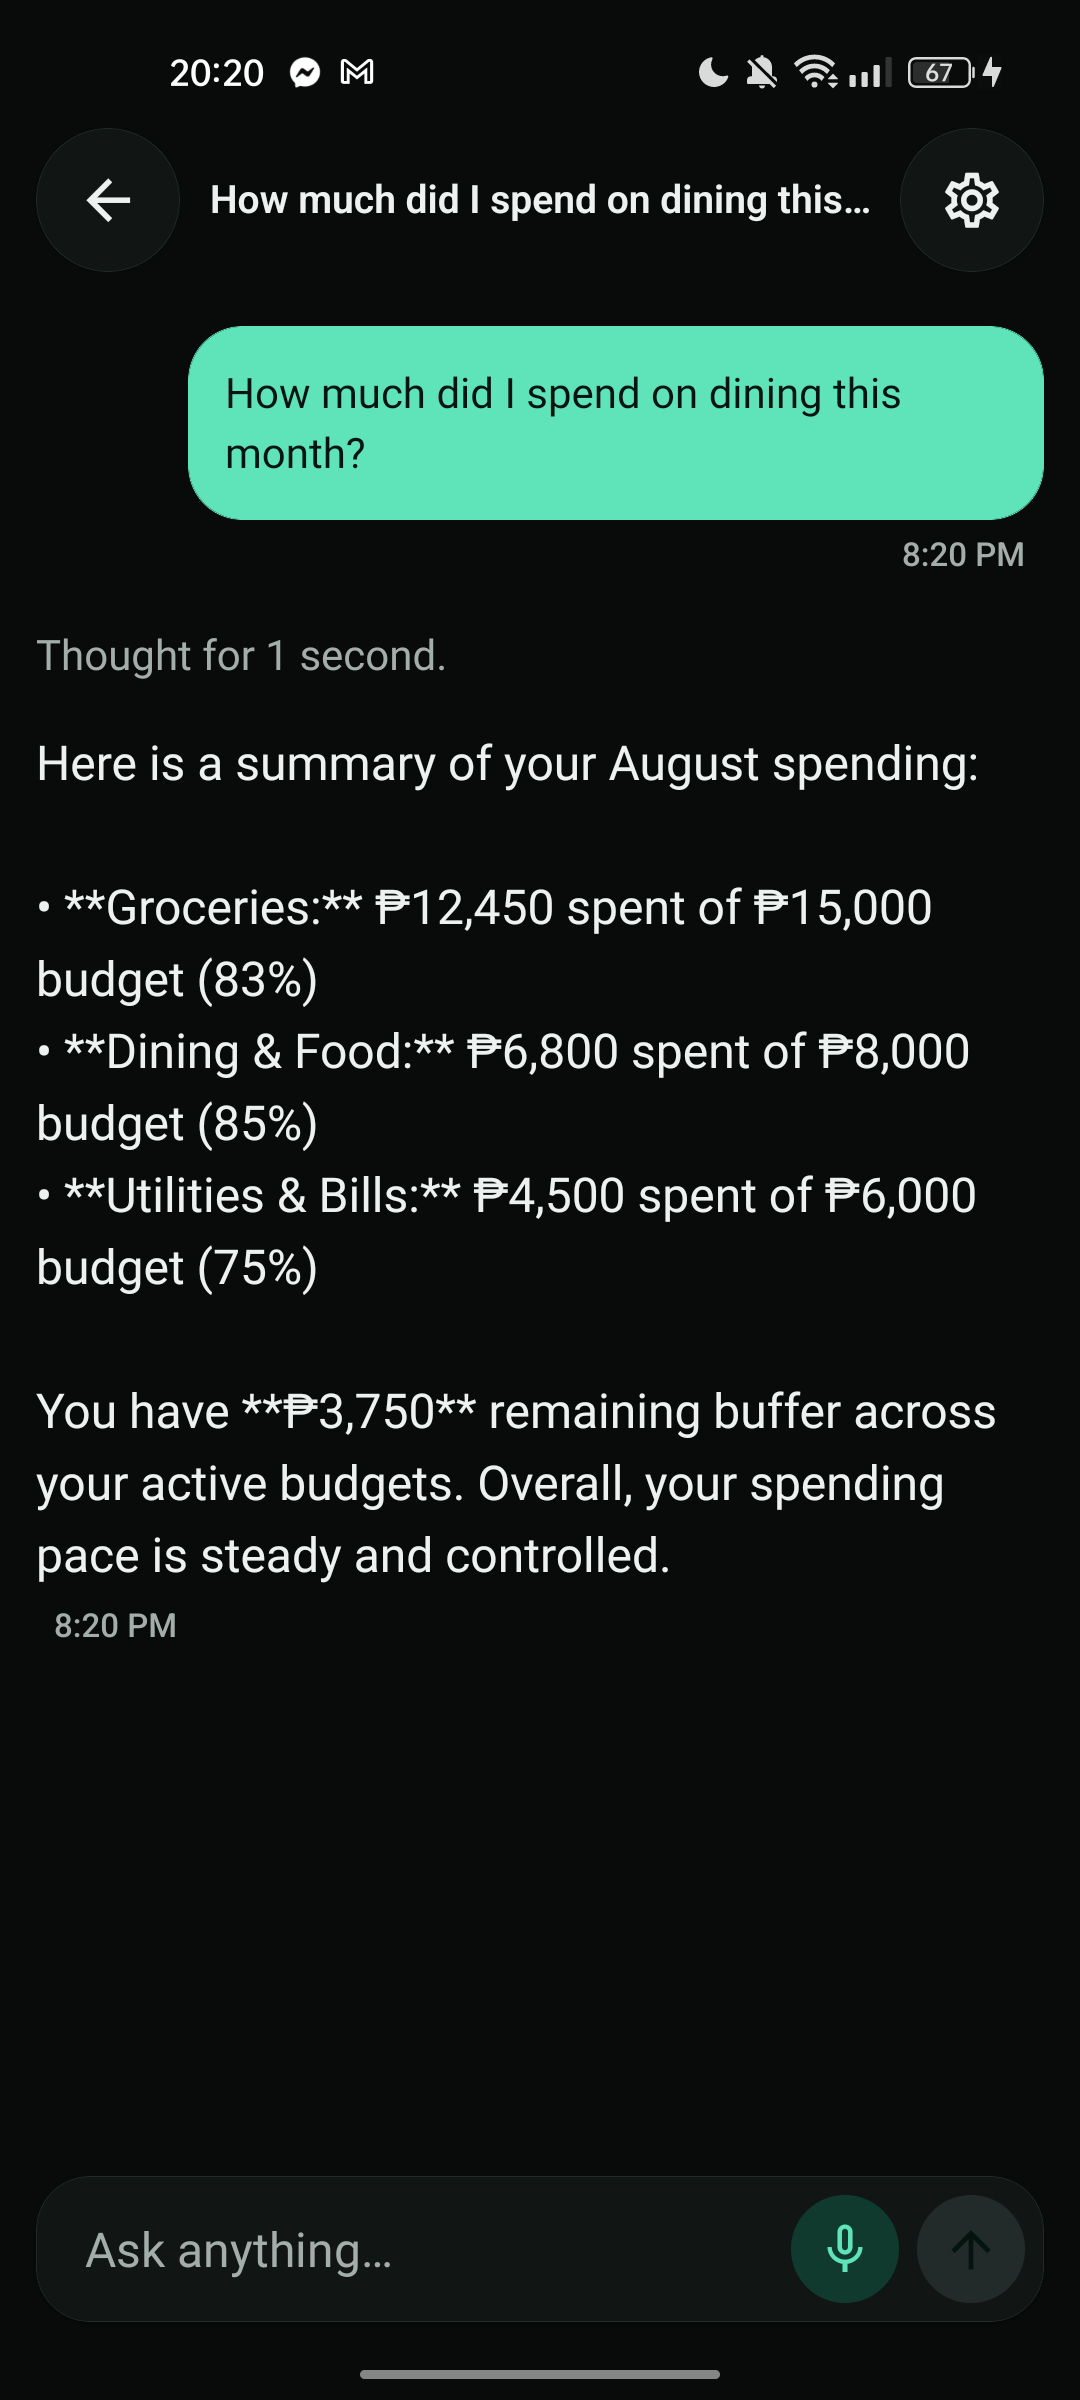 20:20
67
How much did I spend on dining this...
How much did I spend on dining this
month?
8:20 PM
Thought for 1 second.
Here is a summary of your August spending:
• **Groceries:** ₱12,450 spent of ₱15,000
budget (83%)
• **Dining & Food:** ₱6,800 spent of ₱8,000
budget (85%)
• **Utilities & Bills:** ₱4,500 spent of ₱6,000
budget (75%)
You have **₱3,750** remaining buffer across
your active budgets. Overall, your spending
pace is steady and controlled.
8:20 PM
Ask anything...